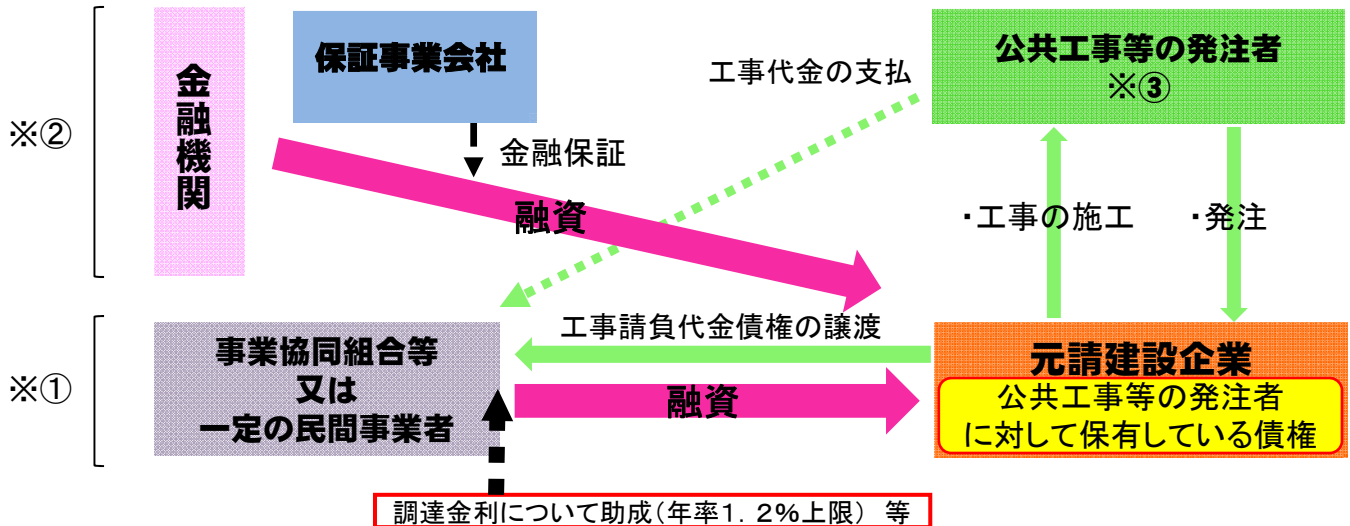 ※②
金融機関
保証事業会社
金融保証
融資
工事代金の支払
公共工事等の発注者
※③
・工事の施工
・発注
※①
事業協同組合等
又は
一定の民間事業者
工事請負代金債権の譲渡
融資
元請建設企業
公共工事等の発注者
に対して保有している債権
調達金利について助成(年率1.2%上限) 等